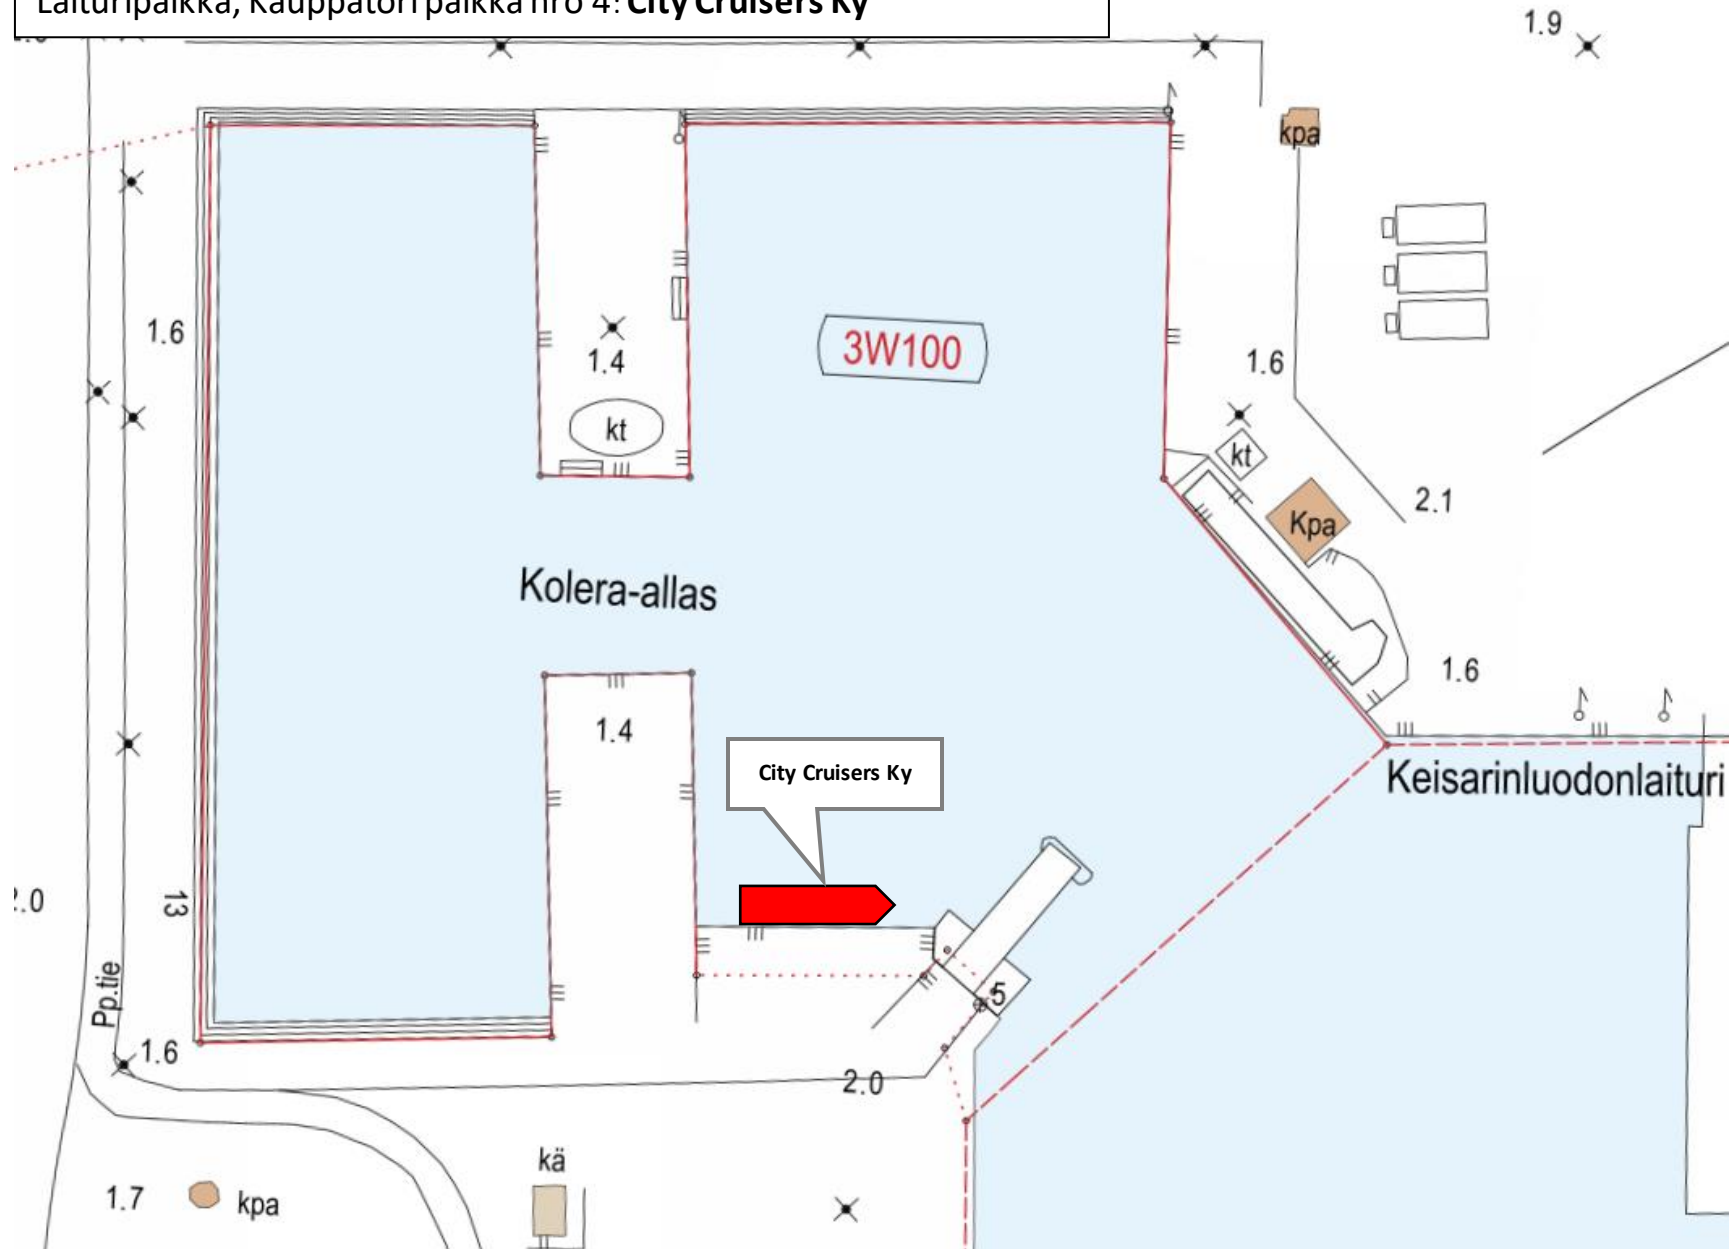 Laituripaikka, Kauppatori paikka nro 4: City Cruisers Ky
1.9
kpa
1.6
3W100
1.4
1.6
kt
kt
2.1
Kpa
Kolera-allas
1.6
1.4
City Cruisers Ky
Keisarinluodonlaituri
13
Pp.tie
5
1.6
2.0
kä
1.7
kpa